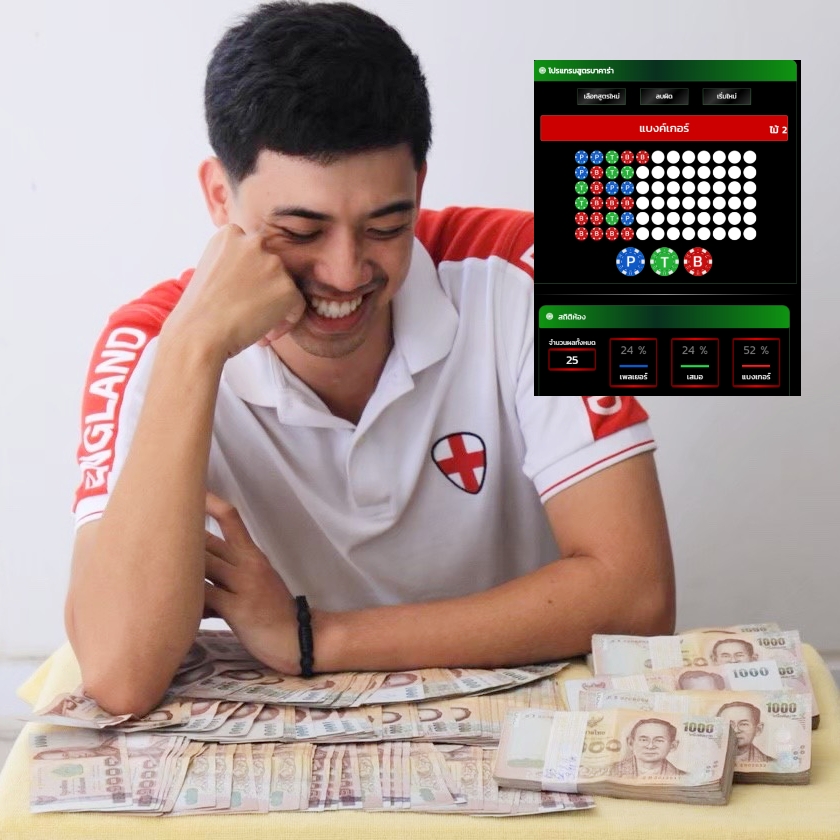 โปรแกรมสูตรบาคาร่า
เลือกสูตรใหม่ ลบผิด เริ่มใหม่
แบงค์เกอร์ ไม้ 2
P P T B B
P B T T
T B P P
T B B B
B B T P
B B B B
P T B
สถิติห้อง
จำนวนผลทั้งหมด
25
24 % 24 % 52 %
เพลเยอร์ เสมอ แบงเกอร์
ENGLAND
1000
1000
1000
1000